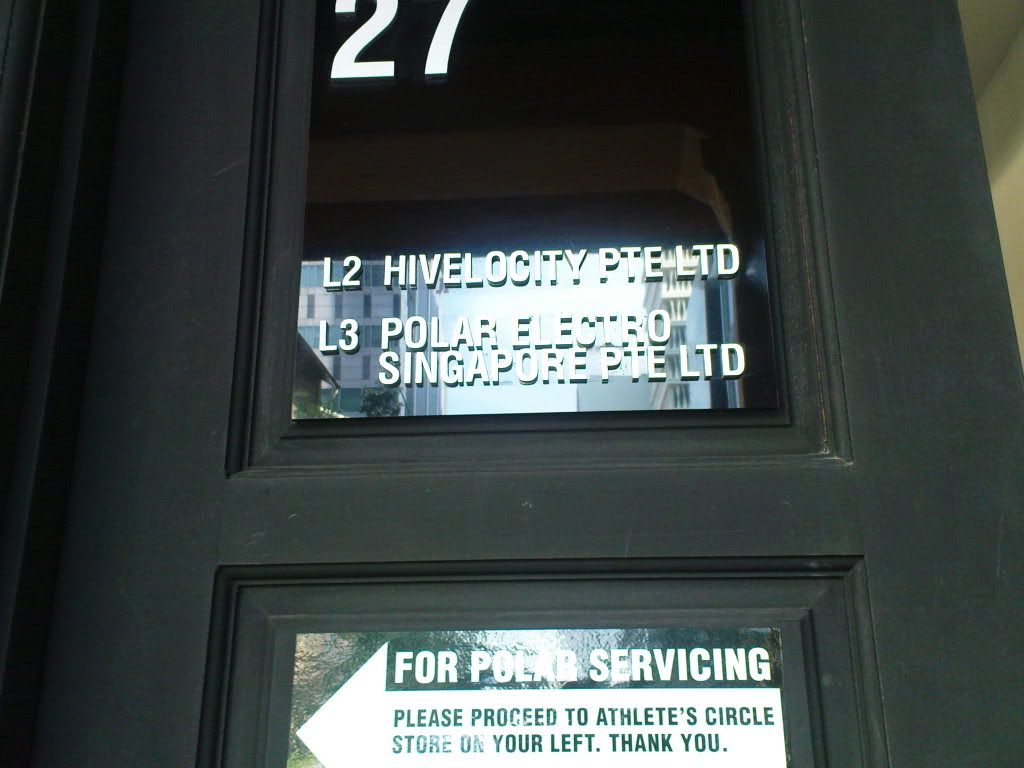 27
L2 HIVELOCITY PTE LTD
L3 POLAR ELECTRO
SINGAPORE PTE LTD
FOR POLAR SERVICING
PLEASE PROCEED TO ATHLETE'S CIRCLE
STORE ON YOUR LEFT. THANK YOU.